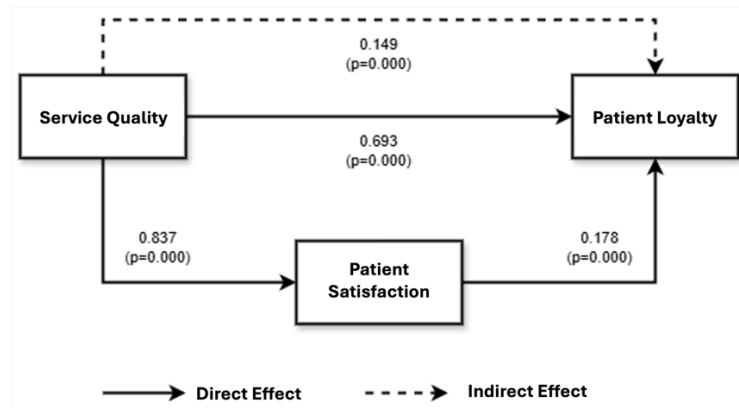 0.149
(p=0.000)
Service Quality
Patient Loyalty
0.693
(p=0.000)
0.837
(p=0.000)
0.178
(p=0.000)
Patient
Satisfaction
Direct Effect
Indirect Effect